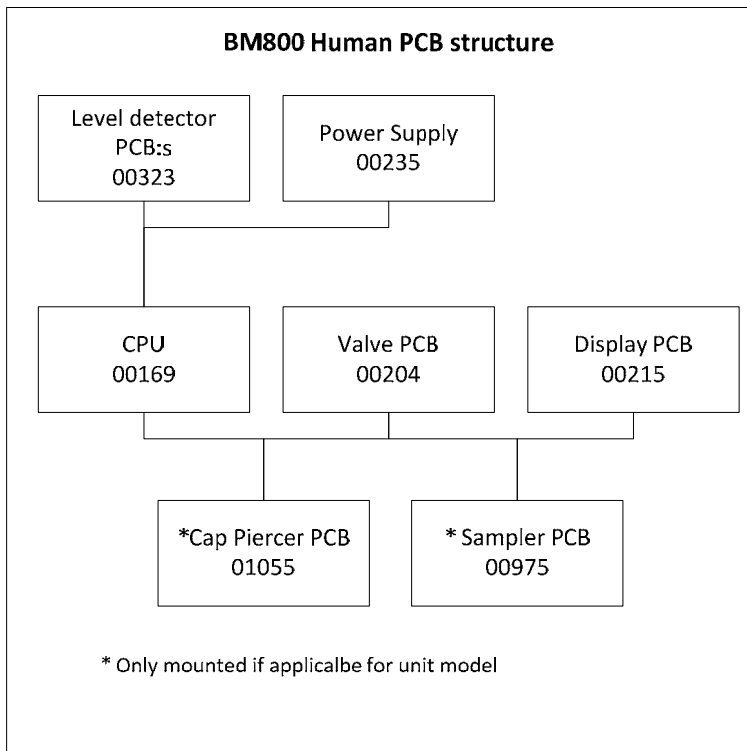 BM800 Human PCB structure
Level detector
PCB:s
00323
Power Supply
00235
CPU
00169
Valve PCB
00204
Display PCB
00215
*Cap Piercer PCB
01055
* Sampler PCB
00975
* Only mounted if applicalbe for unit model